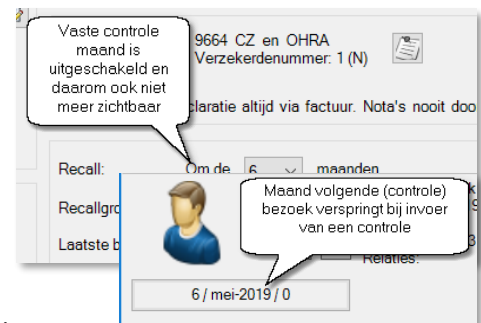 Vaste controle
maand is
uitgeschakeld en
daarom ook niet
meer zichtbaar
9664 CZ en OHRA
Verzekerdenummer: 1 (N)
claratie altijd via factuur. Nota's nooit doo
Recall: Om de 6 maanden
Recallgro
Laatste b
Maand volgende (controle)
bezoek verspringt bij invoer
van een controle
Relaties:
6 / mei-2019 / 0